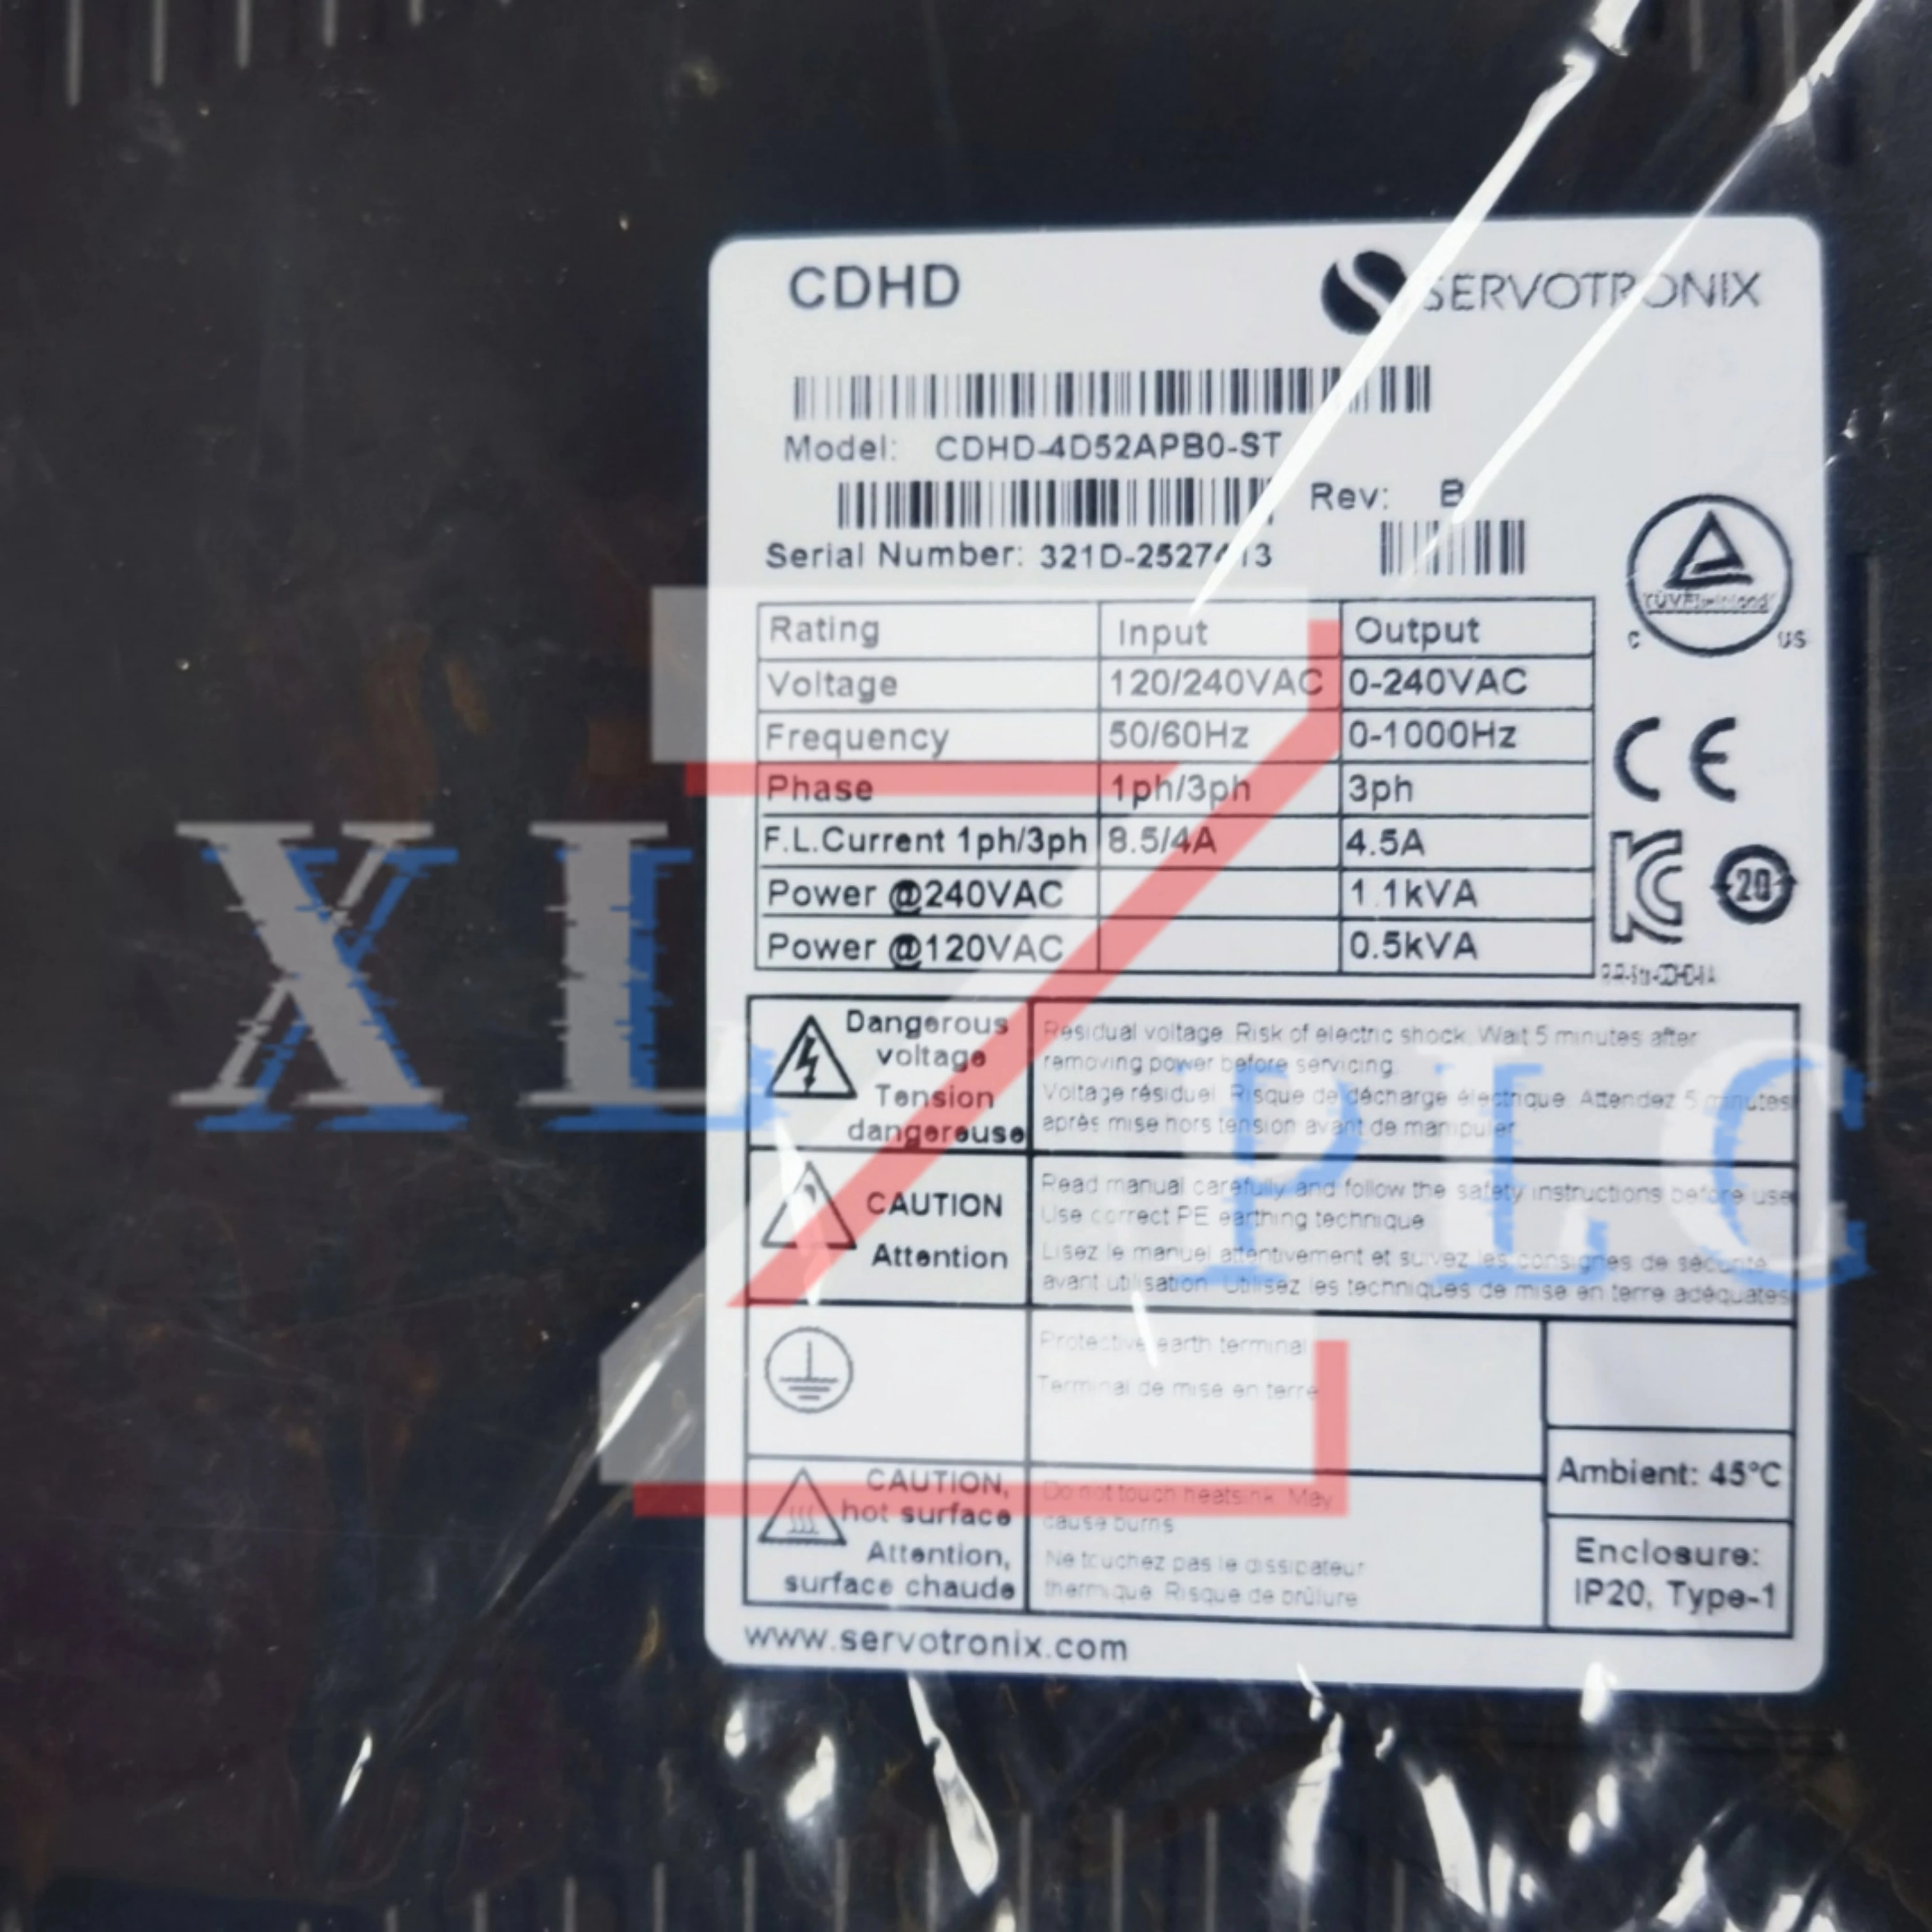 CDHD
SERVOTRONIX
Model: CDHD-4D52APB0-ST
Rev: B
Serial Number:
Rating Input Output
Voltage 120/240VAC 0-240VAC
Frequency 50/60Hz 0-1000Hz
Phase 1ph/3ph 3ph
F.L.Current 1ph/3ph 8.5/4A 4.5A
Power @240VAC 1.1kVA
Power @120VAC 0.5kVA
C US
CE
20
Dangerous
voltage
Tension
dangereuse
Residual voltage. Risk of electric shock. Wait 5 minutes after
removing power before servicing.
Voltage résiduel. Risque de décharge électrique. Attendez 5 minutes
après mise hors tension avant de manipuler
CAUTION
Attention
Read manual carefully and follow the safety instructions before use
Use correct PE earthing technique
Lisez le manuel attentivement et suivez les consignes de sécurité
avant utilisation. Utilisez les techniques de mise en terre adéquates
Protective earth terminal
Terminal de mise en terre
CAUTION,
hot surface
Attention,
surface chaude
Do not touch heatsink. May
cause burns
Ne touchez pas le dissipateur
thermique. Risque de brûlure
Ambient: 45°C
Enclosure:
IP20, Type-1
www.servotronix.com
XL PLC